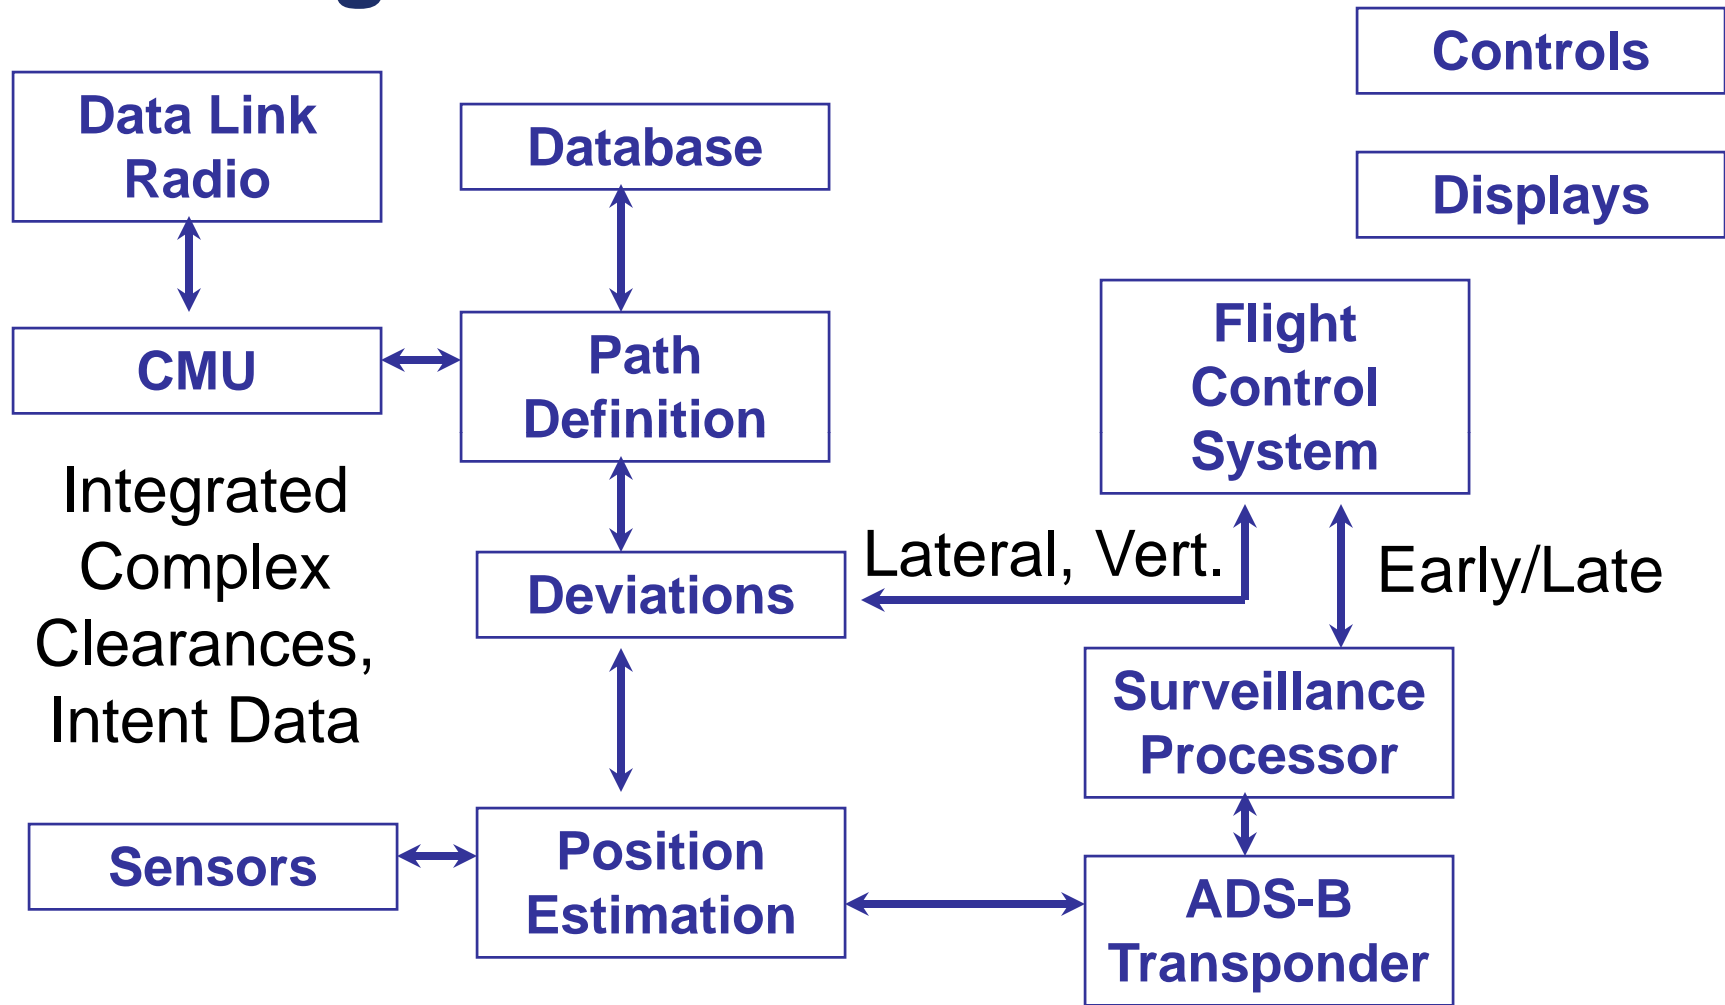 Controls
Data Link
Radio
Database
Displays
CMU
Path
Definition
Flight
Control
System
Integrated
Complex
Clearances,
Intent Data
Deviations
Lateral, Vert.
Early/Late
Surveillance
Processor
Sensors
Position
Estimation
ADS-B
Transponder